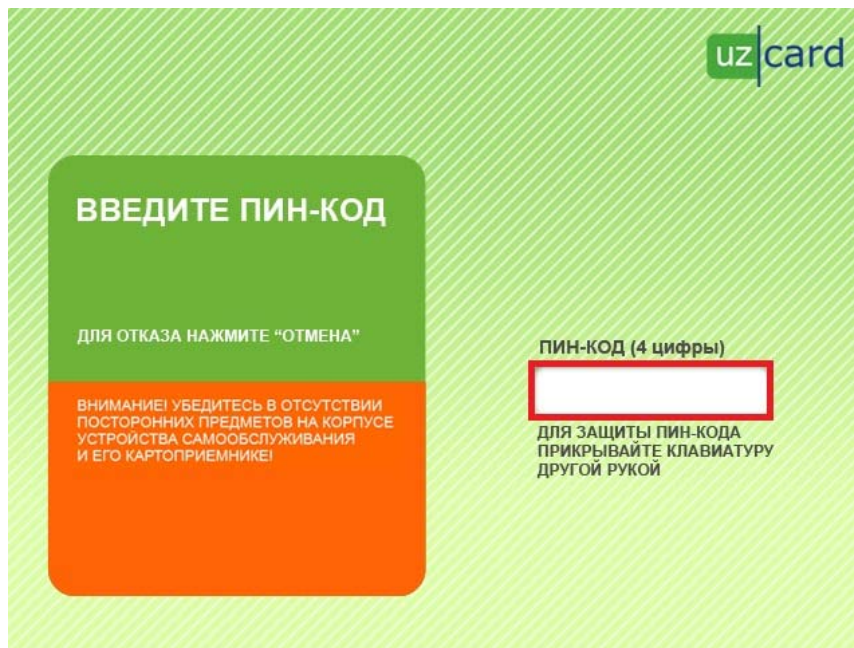 uz card
ВВЕДИТЕ ПИН-КОД
ДЛЯ ОТКАЗА НАЖМИТЕ “ОТМЕНА”
ВНИМАНИЕ! УБЕДИТЕСЬ В ОТСУТСТВИИ
ПОСТОРОННИХ ПРЕДМЕТОВ НА КОРПУСЕ
УСТРОЙСТВА САМООБСЛУЖИВАНИЯ
И ЕГО КАРТОПРИЕМНИКЕ!
ПИН-КОД (4 цифры)
ДЛЯ ЗАЩИТЫ ПИН-КОДА
ПРИКРЫВАЙТЕ КЛАВИАТУРУ
ДРУГОЙ РУКОЙ